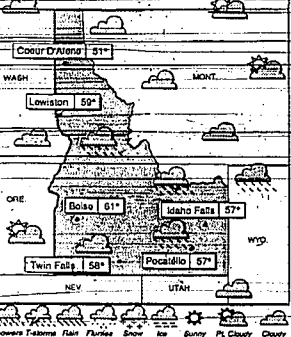 Coeur D'Alene 51°
WASH
MONT.
Lewiston 59°
ORE.
Boise 61°
Idaho Falls 57°
WYO.
Twin Falls 58°
Pocatello 57°
NEV
UTAH
Showers T-storms Rain Flurries Snow Ice Sunny Pt. Cloudy Cloudy